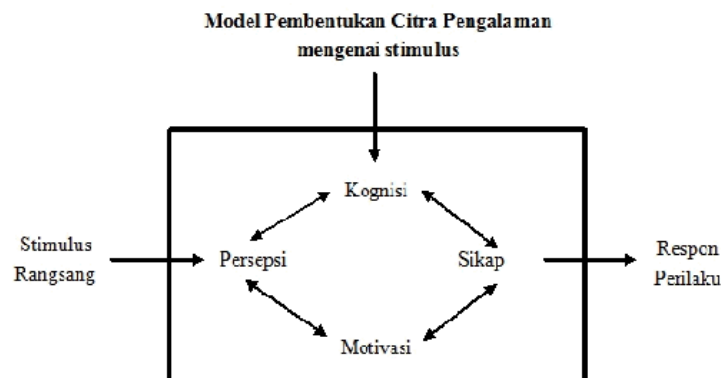 Model Pembentukan Citra Pengalaman
mengenai stimulus
Kognisi
Stimulus
Rangsang
Persepsi
Sikap
Respon
Perilaku
Motivasi